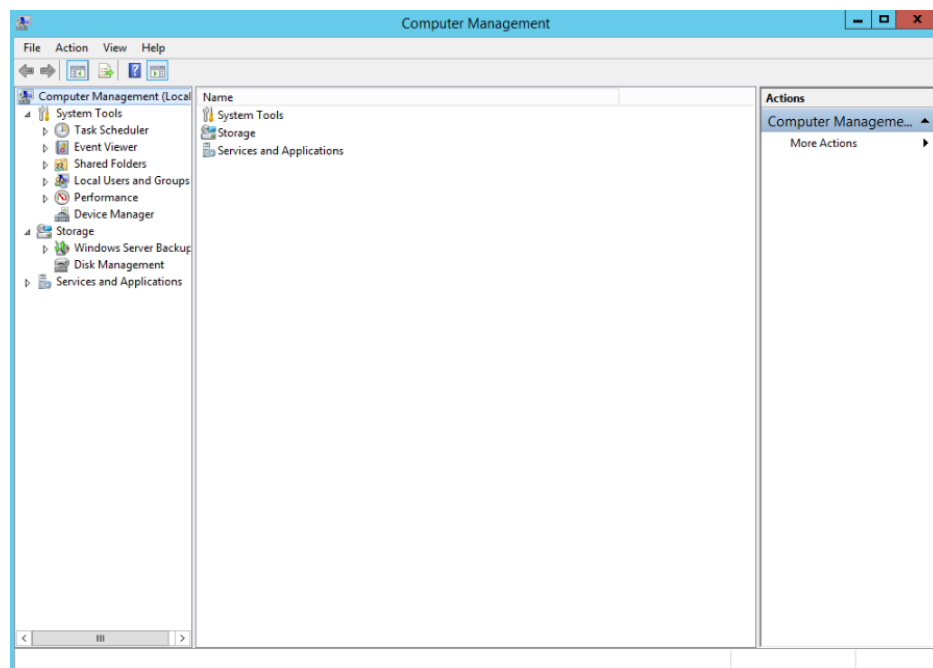 Computer Management
File Action View Help
Computer Management (Local
System Tools
Task Scheduler
Event Viewer
Shared Folders
Local Users and Groups
Performance
Device Manager
Storage
Windows Server Backup
Disk Management
Services and Applications
Name
System Tools
Storage
Services and Applications
Actions
Computer Manageme...
More Actions